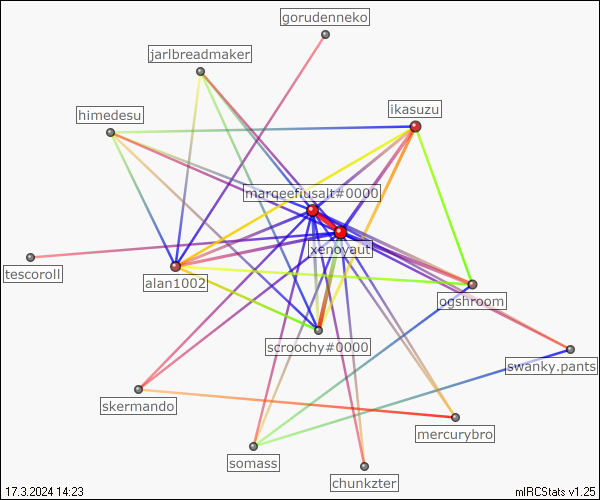 gorudenneko
jarlbreadmaker
himedesu
ikasuzu
marqeefiusalt#0000
xenovaut
tescoroll
alan1002
ogshroom
scroochy#0000
swanky.pants
skermando
mercurybro
somass
chunkzter
17.3.2024 14:23
mIRCStats v1.25